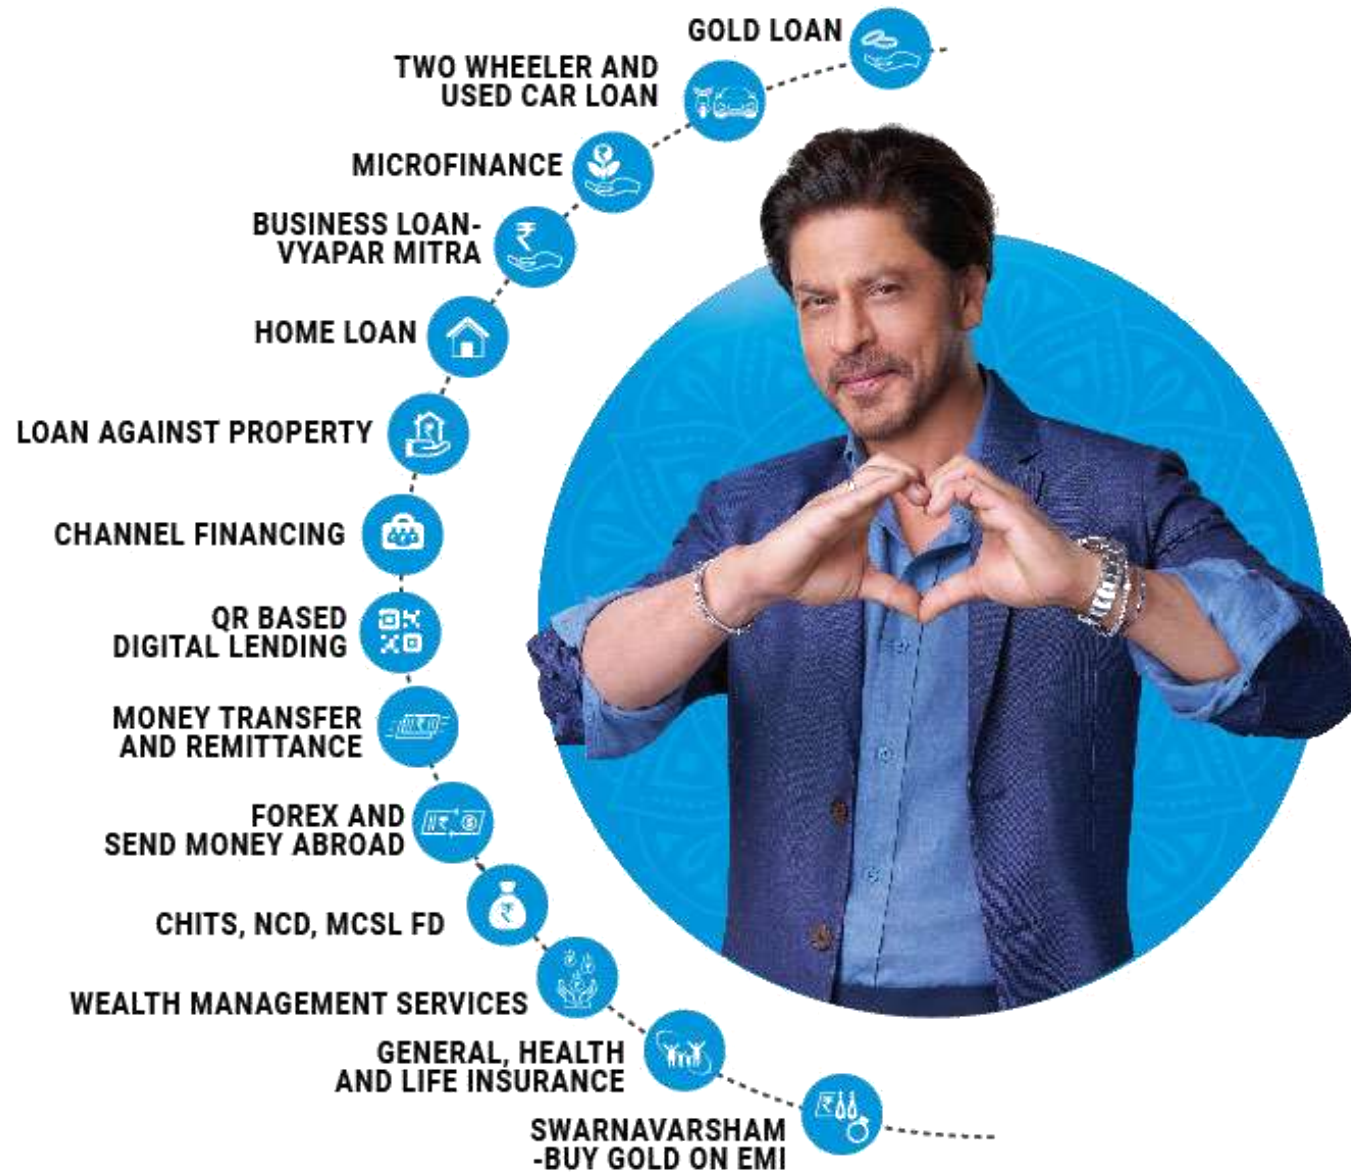 GOLD LOAN
TWO WHEELER AND
USED CAR LOAN
MICROFINANCE
BUSINESS LOAN-
VYAPAR MITRA
HOME LOAN
LOAN AGAINST PROPERTY
CHANNEL FINANCING
QR BASED
DIGITAL LENDING
MONEY TRANSFER
AND REMITTANCE
FOREX AND
SEND MONEY ABROAD
CHITS, NCD, MCSL FD
WEALTH MANAGEMENT SERVICES
GENERAL, HEALTH
AND LIFE INSURANCE
SWARNAVARSHAM
-BUY GOLD ON EMI